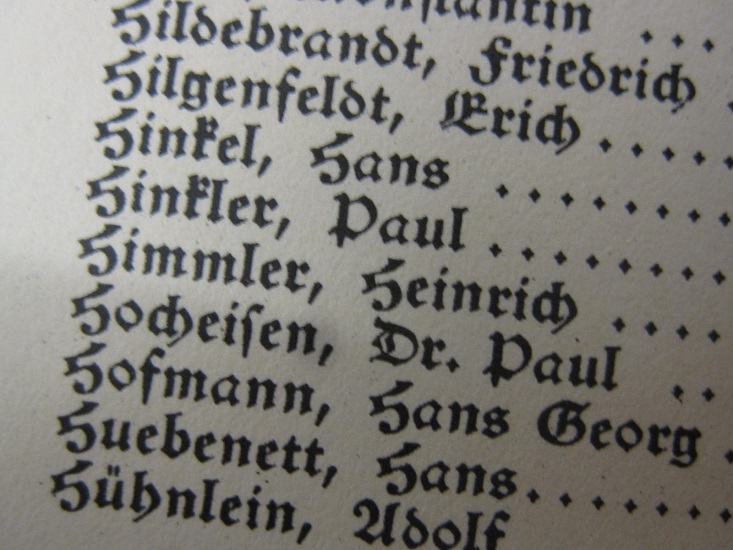 Hildebrandt, Friedrich .
Hilgenfeldt, Erich . . . . .
Hinkel, Hans . . . . . . . .
Hinkler, Paul . . . . . . . .
Himmler, Heinrich . . . .
Hocheiſen, Dr. Paul . .
Hofmann, Hans Georg .
Huebenett, Hans. . . . . . .
Hühnlein, Adolf